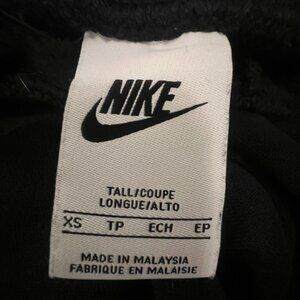 NIKE
TALL/COUPE
LONGUE/ALTO
XS TP ECH EP
MADE IN MALAYSIA
FABRIQUE EN MALAISIE